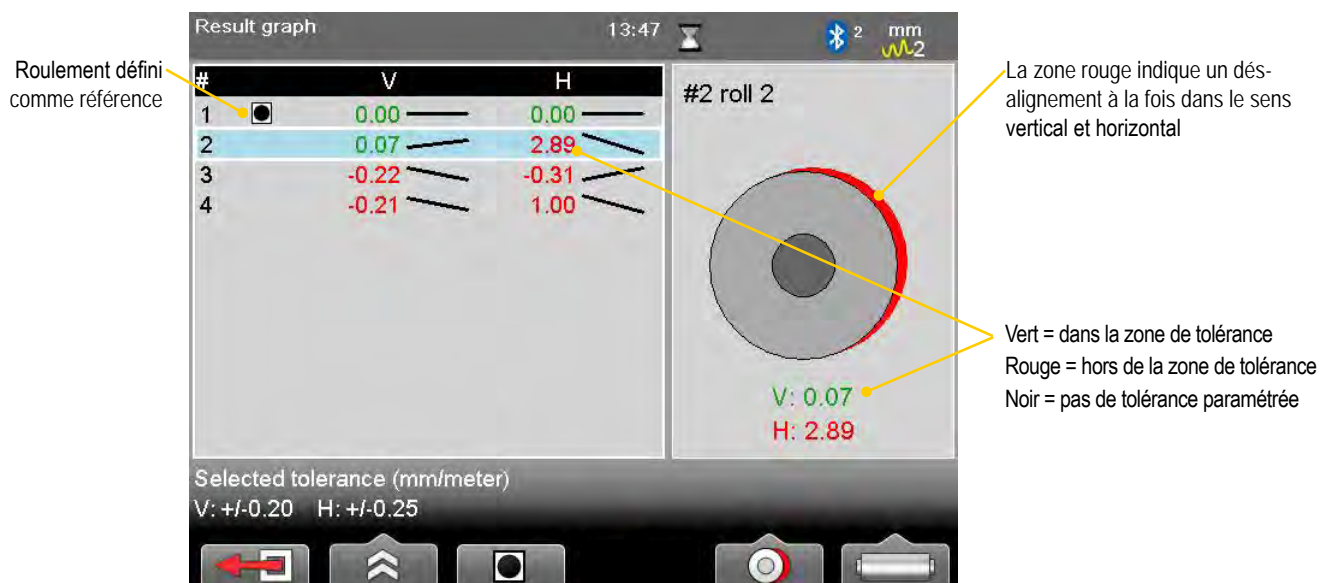 Result graph 13:47 2 mm
2
Roulement défini
comme référence
# V H
1 0.00 0.00
2 0.07 2.89
3 -0.22 -0.31
4 -0.21 1.00
#2 roll 2
V: 0.07
H: 2.89
La zone rouge indique un dés-
alignement à la fois dans le sens
vertical et horizontal
Vert = dans la zone de tolérance
Rouge = hors de la zone de tolérance
Noir = pas de tolérance paramétrée
Selected tolerance (mm/meter)
V: +/-0.20 H: +/-0.25